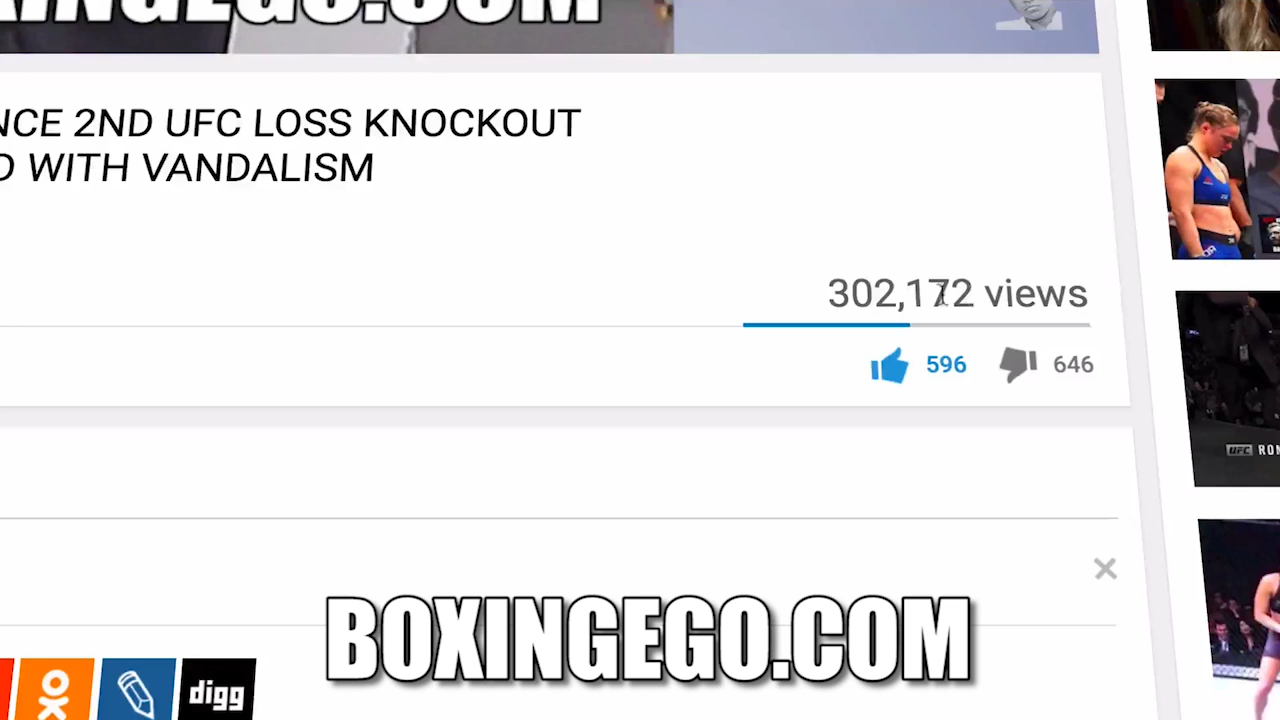 NCE 2ND UFC LOSS KNOCKOUT
WITH VANDALISM
302,172 views
596
646
UFC
BOXINGEGO.COM
digg